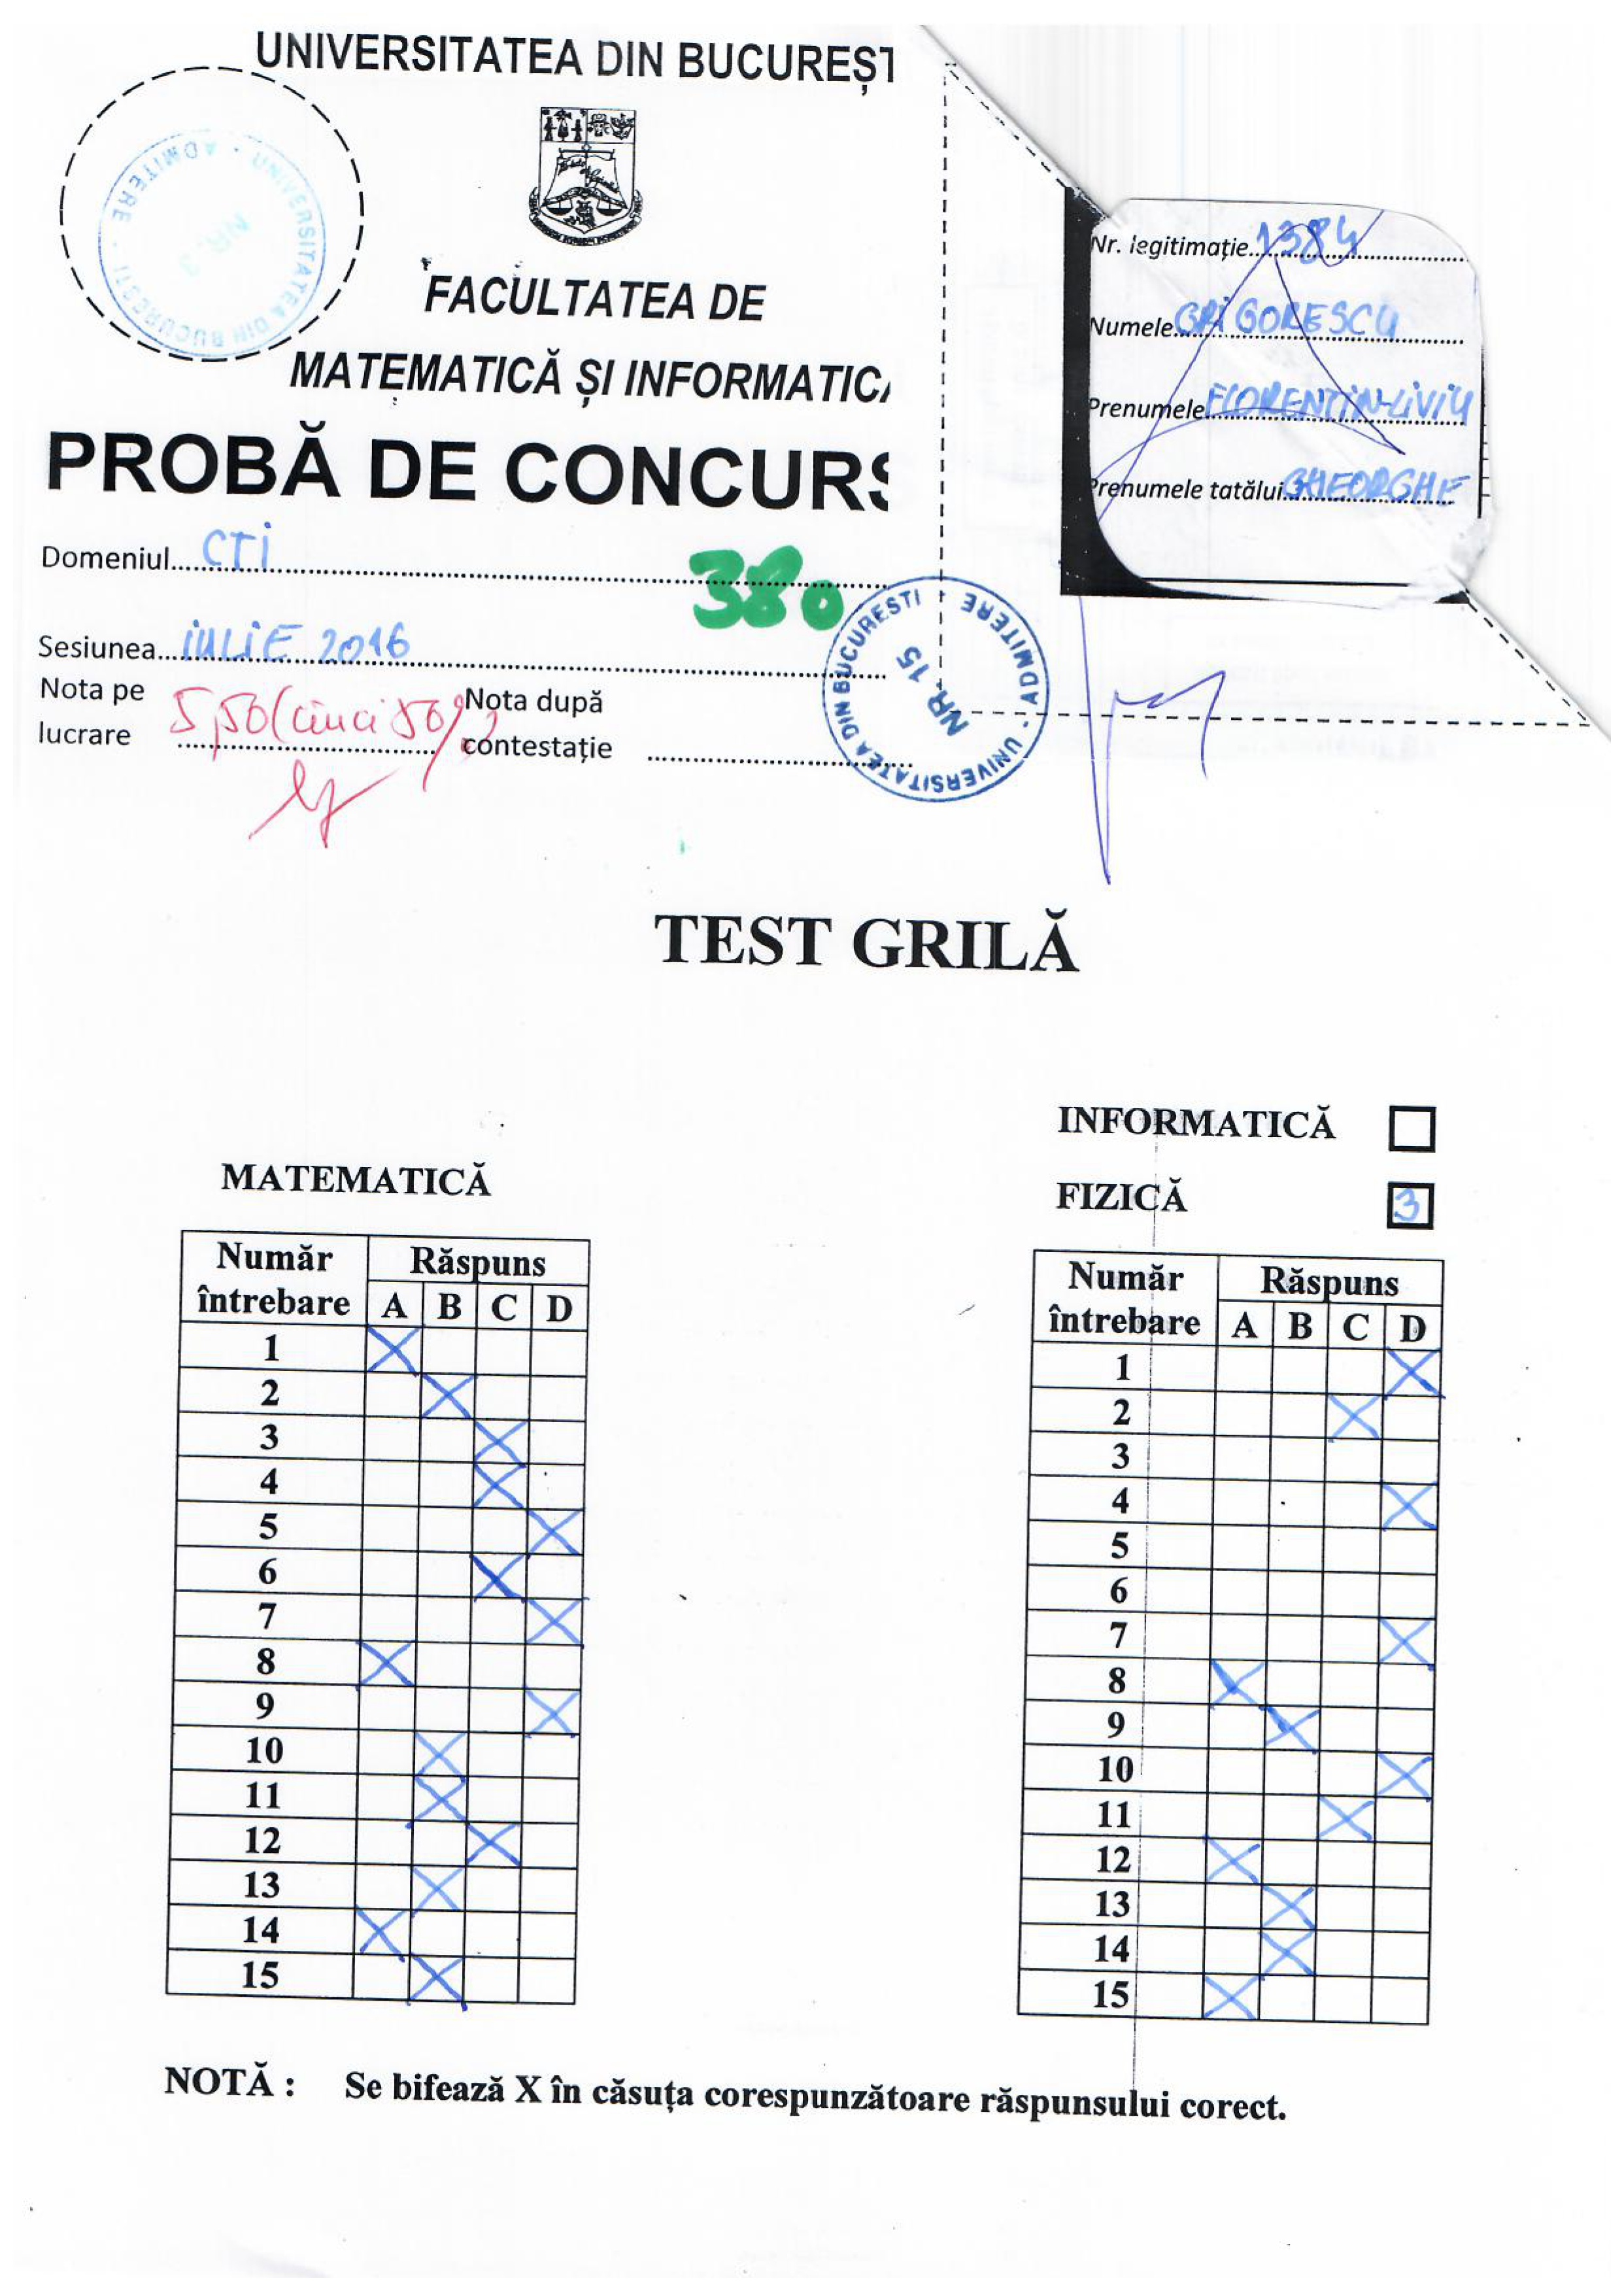 UNIVERSITATEA DIN BUCUREȘT
UNIVERSITATEA DIN BUCURESTI · ADMITERE ·
NR. 3
FACULTATEA DE
MATEMATICĂ ȘI INFORMATICA
PROBĂ DE CONCURS
Domeniul CTI
380
Sesiunea IULIE 2016
Nota pe lucrare 5,50 (cinci 50%)
Nota după contestație
UNIVERSITATEA DIN BUCURESTI · ADMITERE ·
NR. 15
Nr. legitimație 1384
Numele GRIGORESCU
Prenumele FLORENTIN-LIVIU
Prenumele tatălui GHEORGHE
TEST GRILĂ
INFORMATICĂ
FIZICĂ 3
MATEMATICĂ
Număr întrebare Răspuns
A B C D
1 X
2 X
3 X
4 X
5 X
6 X
7 X
8 X
9 X
10 X
11 X
12 X
13 X
14 X
15 X
Număr întrebare Răspuns
A B C D
1 X
2 X
3
4 X
5
6
7 X
8 X
9 X
10 X
11 X
12 X
13 X
14 X
15 X
NOTĂ : Se bifează X în căsuța corespunzătoare răspunsului corect.